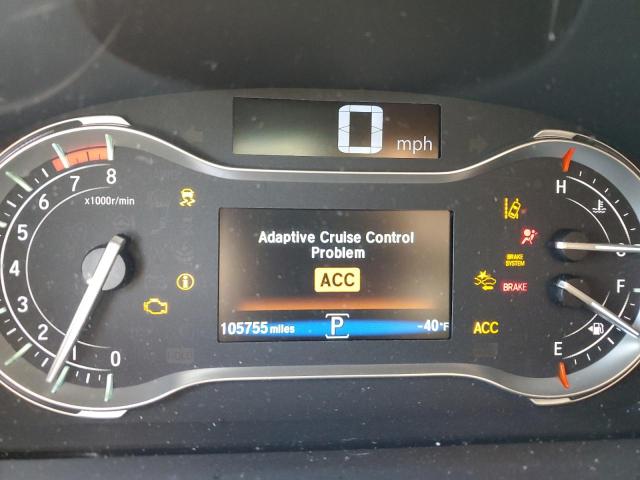 0 mph
H
8
7
6
x1000r/min
5
4
3
2
1
0
Adaptive Cruise Control
Problem
ACC
BRAKE
SYSTEM
BRAKE
C
F
105755 miles
P
-40°F
ACC
HOLD
E